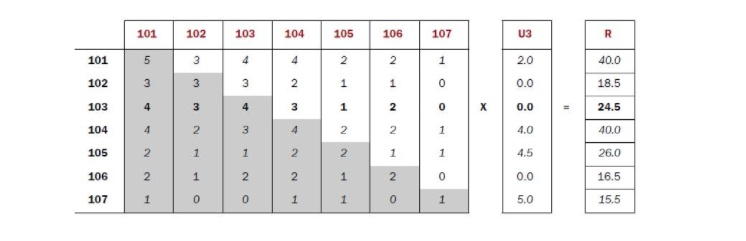 101 102 103 104 105 106 107 U3 R
101 5 3 4 4 2 2 1 2.0 40.0
102 3 3 3 2 1 1 0 0.0 18.5
103 4 3 4 3 1 2 0 X 0.0 = 24.5
104 4 2 3 4 2 2 1 4.0 40.0
105 2 1 1 2 2 1 1 4.5 26.0
106 2 1 2 2 1 2 0 0.0 16.5
107 1 0 0 1 1 0 1 5.0 15.5